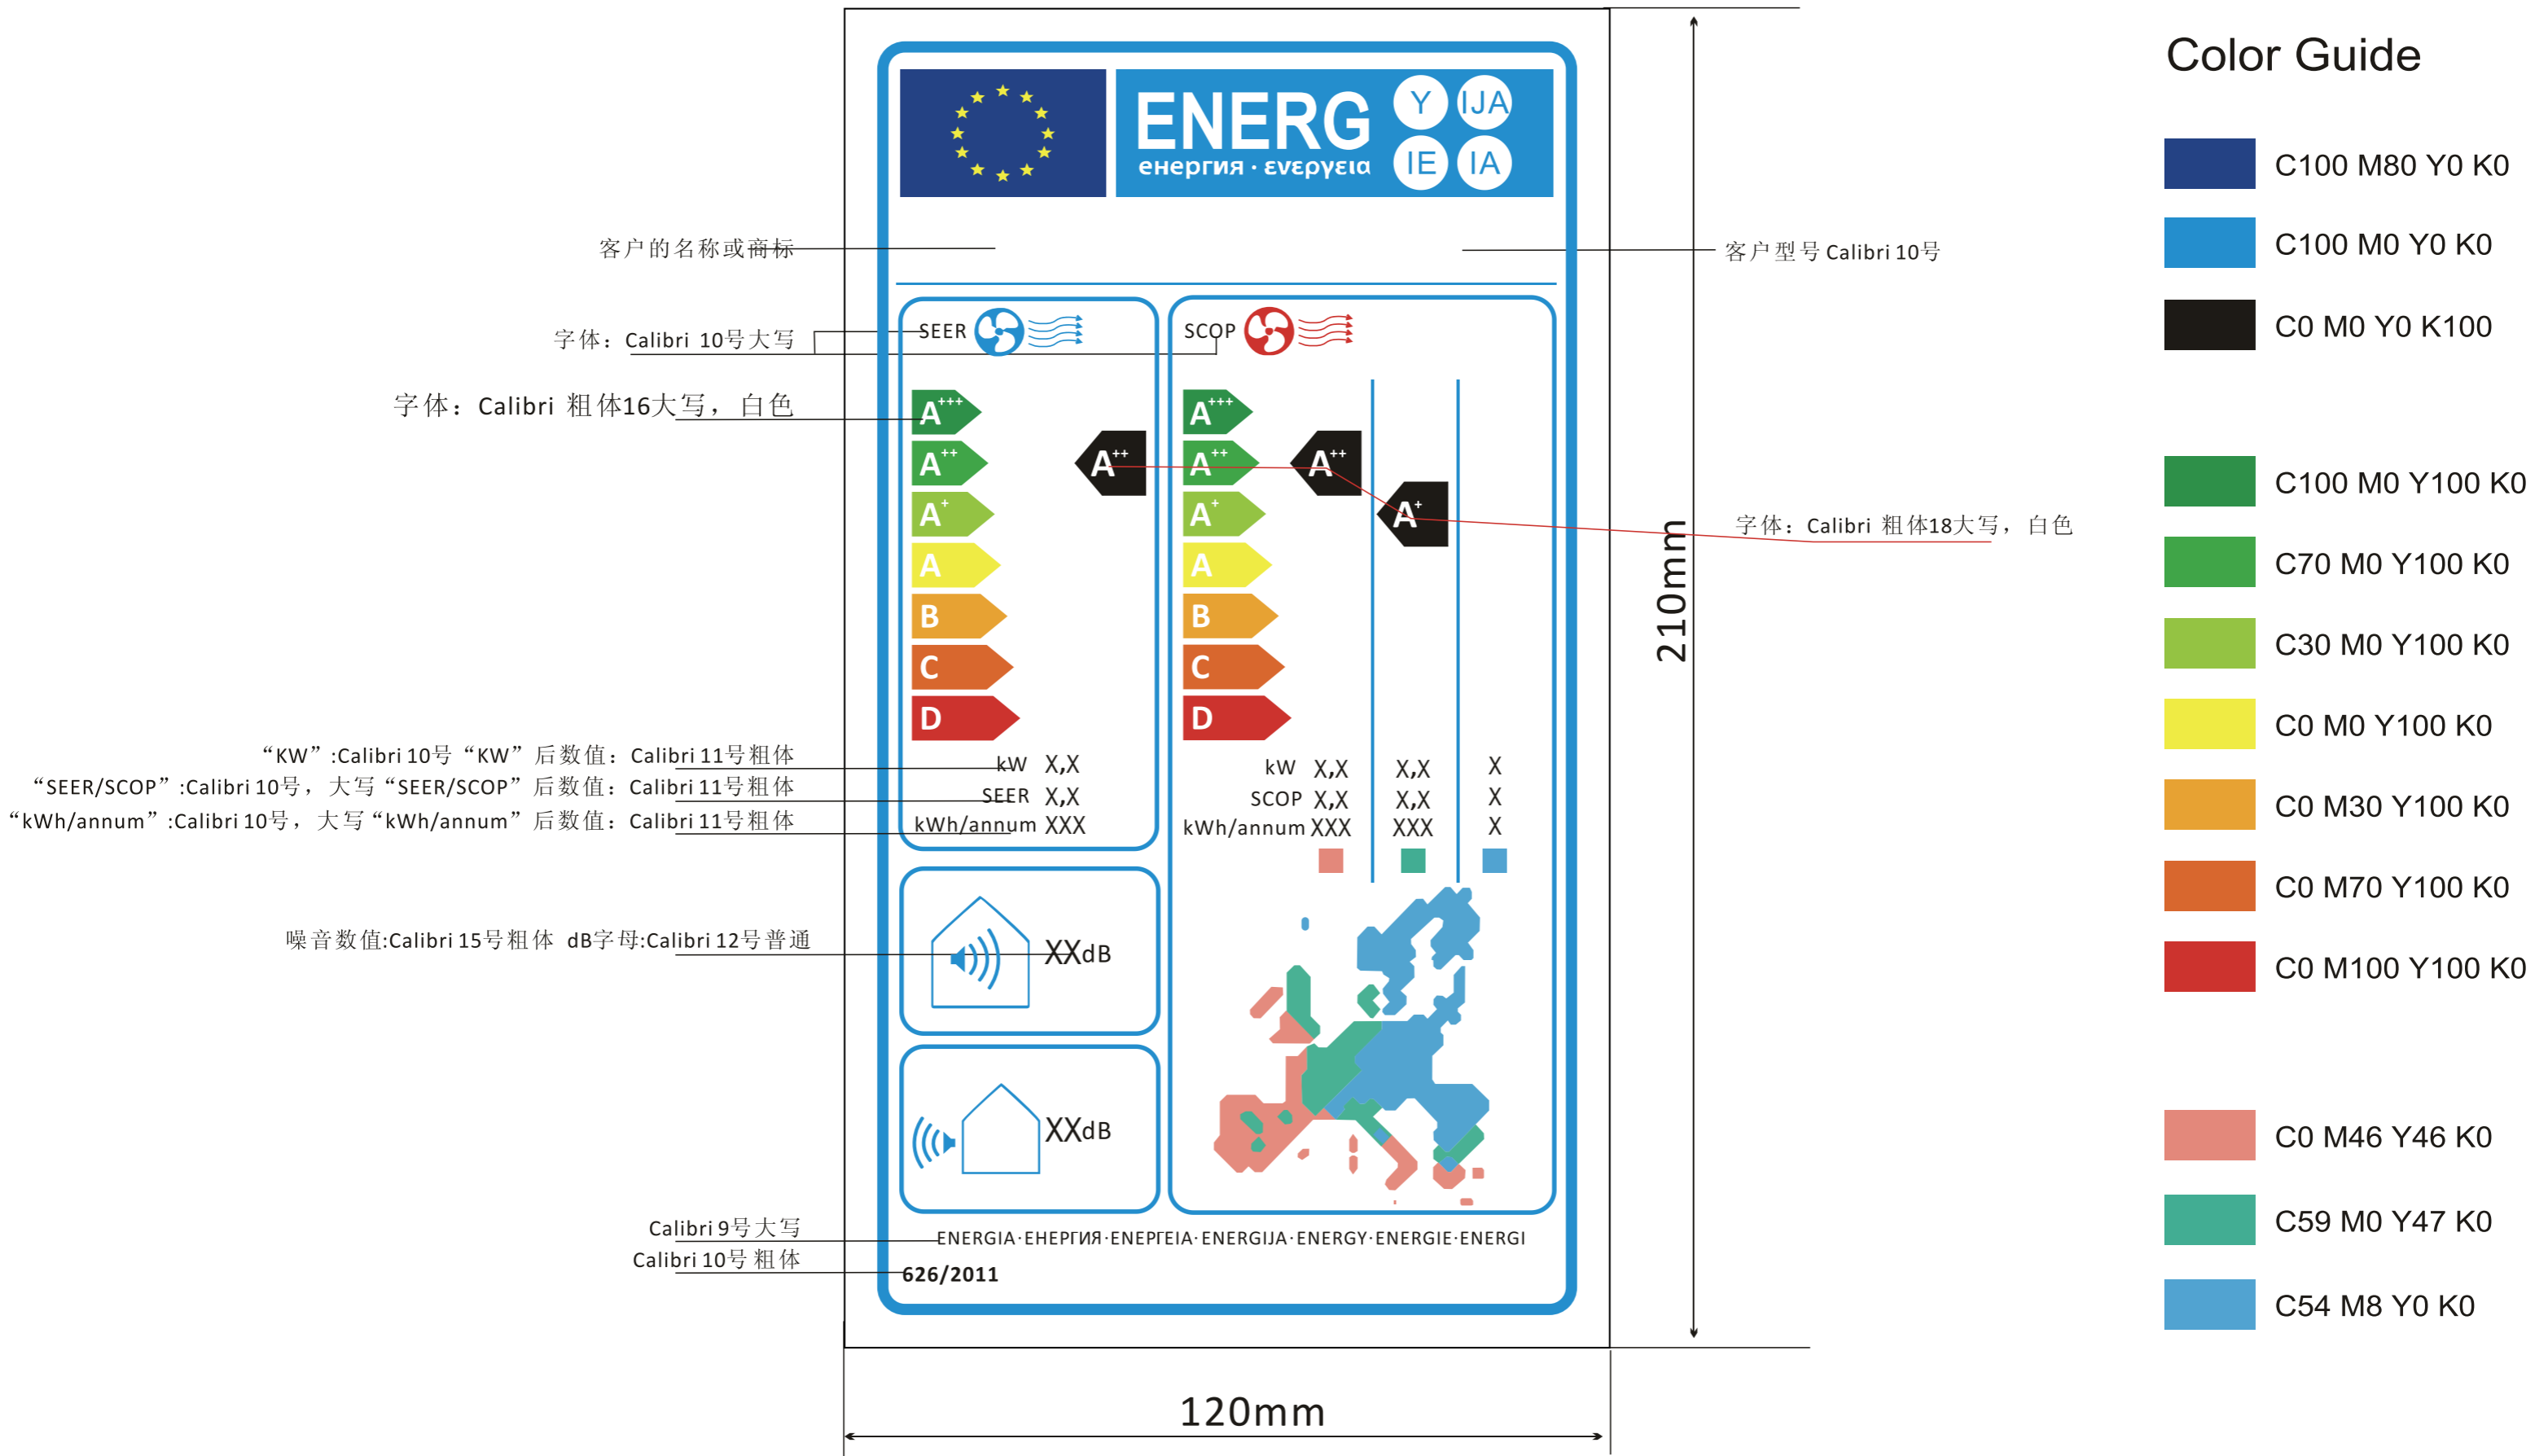 Color Guide
ENERG
Y IJA
IE IA
енергия · ενεργεια
C100 M80 Y0 K0
C100 M0 Y0 K0
C0 M0 Y0 K100
客户的名称或商标
客户型号 Calibri 10号
字体：Calibri 10号大写
SEER
SCOP
字体：Calibri 粗体16大写，白色
A+++
A++
A+
A
B
C
D
A++
A+++
A++
A+
A
B
C
D
A++
A+
字体：Calibri 粗体18大写，白色
210mm
C100 M0 Y100 K0
C70 M0 Y100 K0
C30 M0 Y100 K0
C0 M0 Y100 K0
C0 M30 Y100 K0
C0 M70 Y100 K0
C0 M100 Y100 K0
“KW”:Calibri 10号“KW”后数值：Calibri 11号粗体
“SEER/SCOP”:Calibri 10号，大写“SEER/SCOP”后数值：Calibri 11号粗体
“kWh/annum”:Calibri 10号，大写“kWh/annum”后数值：Calibri 11号粗体
kW X,X
SEER X,X
kWh/annum XXX
kW X,X X,X X
SCOP X,X X,X X
kWh/annum XXX XXX X
噪音数值:Calibri 15号粗体 dB字母:Calibri 12号普通
XXdB
XXdB
C0 M46 Y46 K0
C59 M0 Y47 K0
C54 M8 Y0 K0
Calibri 9号大写
ENERGIA·ЕНЕРГИЯ·ΕΝΕΡΓΕΙΑ·ENERGIJA·ENERGY·ENERGIE·ENERGI
Calibri 10号 粗体
626/2011
120mm